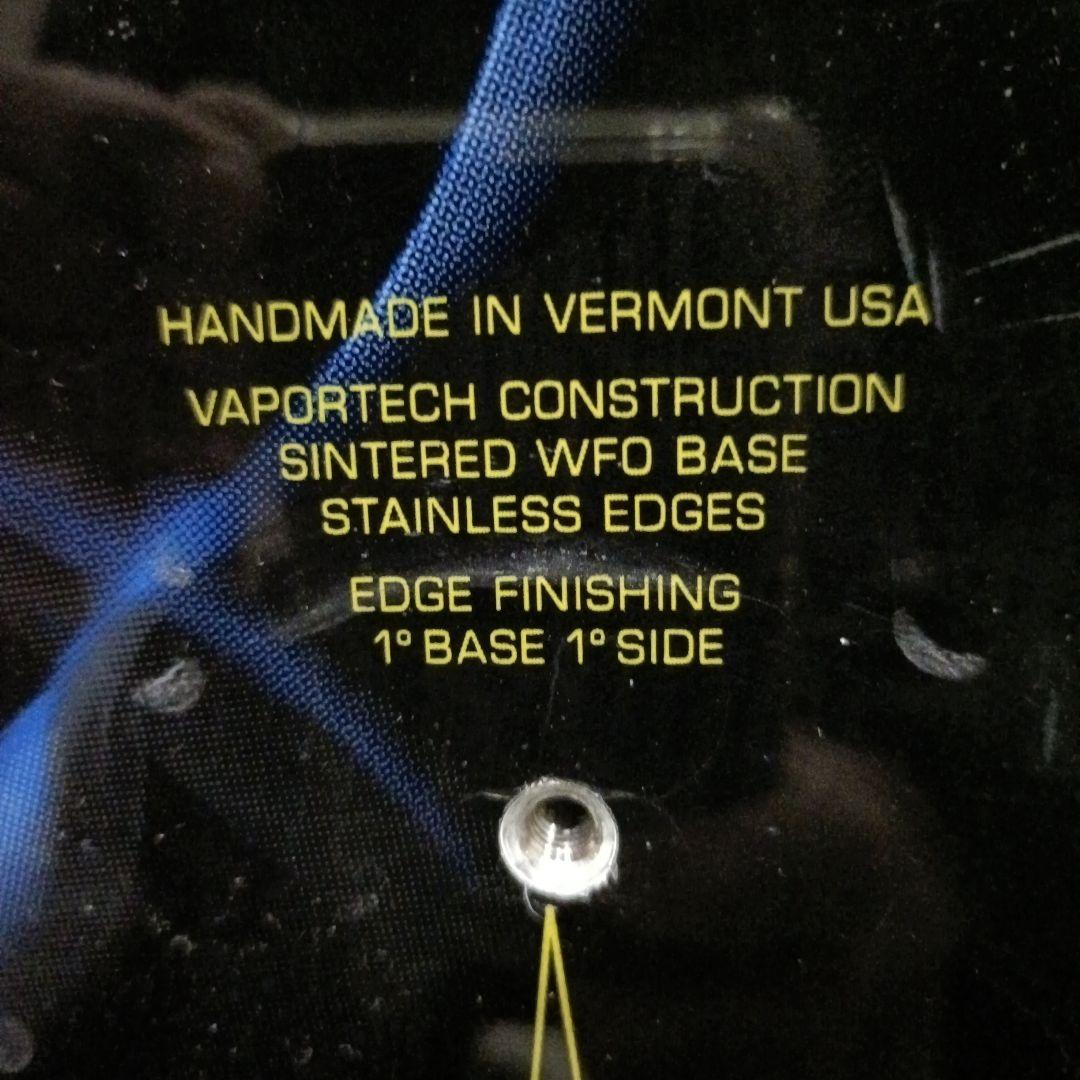 HANDMADE IN VERMONT USA
VAPORTECH CONSTRUCTION
SINTERED WFO BASE
STAINLESS EDGES
EDGE FINISHING
1° BASE 1° SIDE